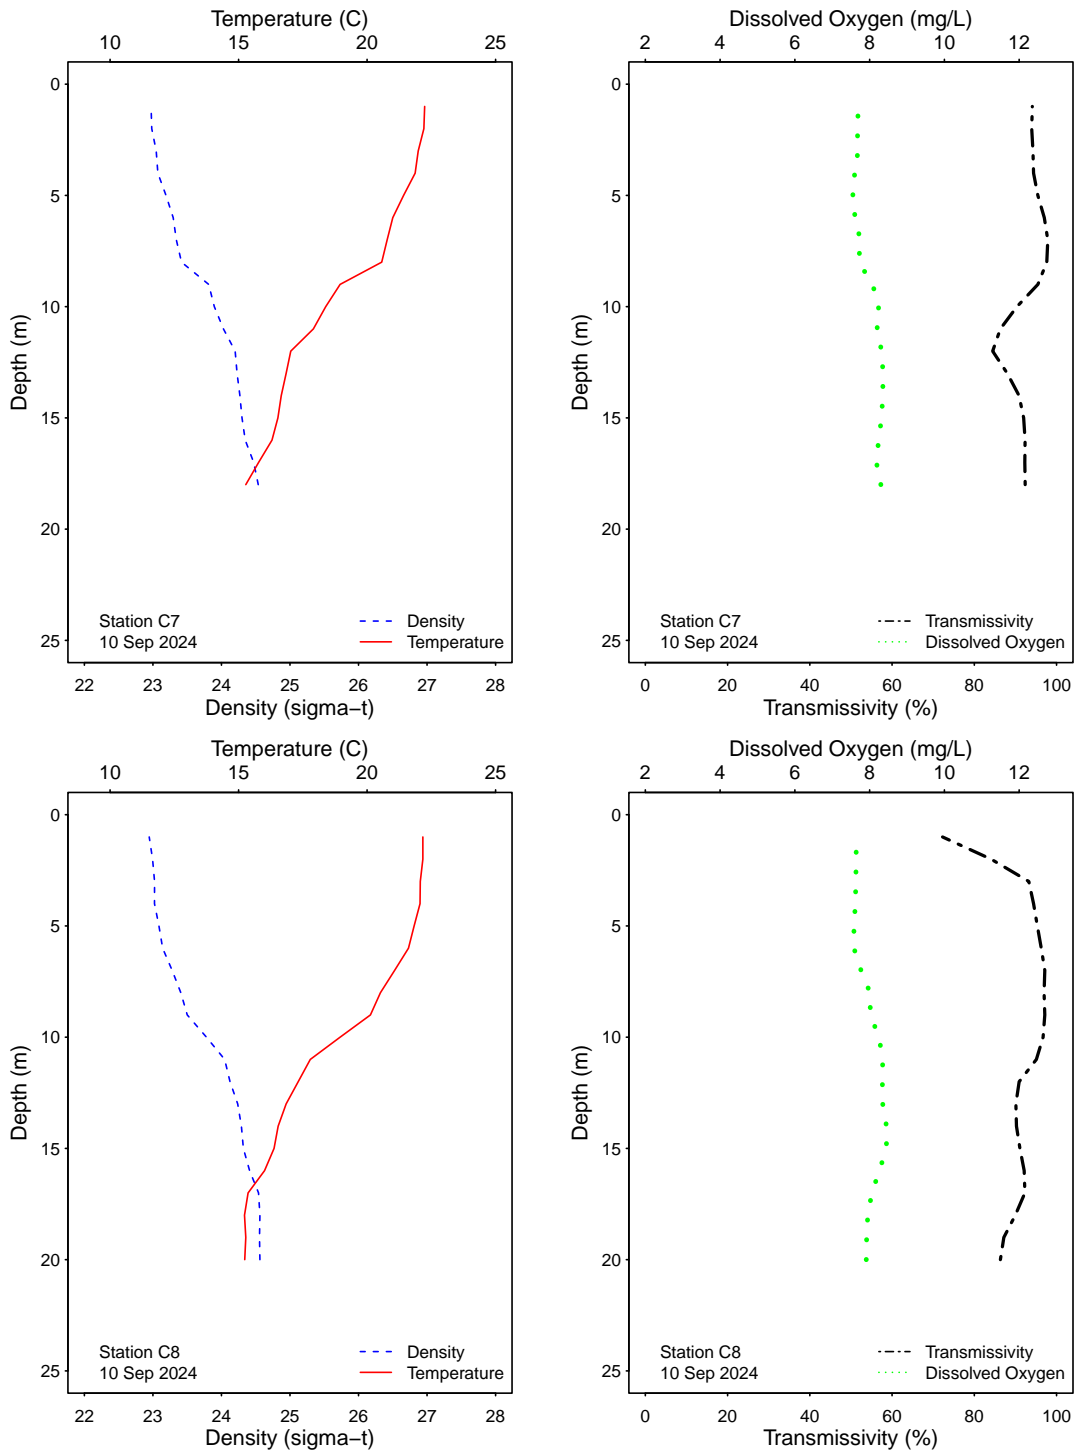 Temperature (C)
10 15 20 25
0
5
10
15
20
25
Depth (m)
Station C7
10 Sep 2024
Density
Temperature
22 23 24 25 26 27 28
Density (sigma−t)
Dissolved Oxygen (mg/L)
2 4 6 8 10 12
0
5
10
15
20
25
Depth (m)
Station C7
10 Sep 2024
Transmissivity
Dissolved Oxygen
0 20 40 60 80 100
Transmissivity (%)
Temperature (C)
10 15 20 25
0
5
10
15
20
25
Depth (m)
Station C8
10 Sep 2024
Density
Temperature
22 23 24 25 26 27 28
Density (sigma−t)
Dissolved Oxygen (mg/L)
2 4 6 8 10 12
0
5
10
15
20
25
Depth (m)
Station C8
10 Sep 2024
Transmissivity
Dissolved Oxygen
0 20 40 60 80 100
Transmissivity (%)